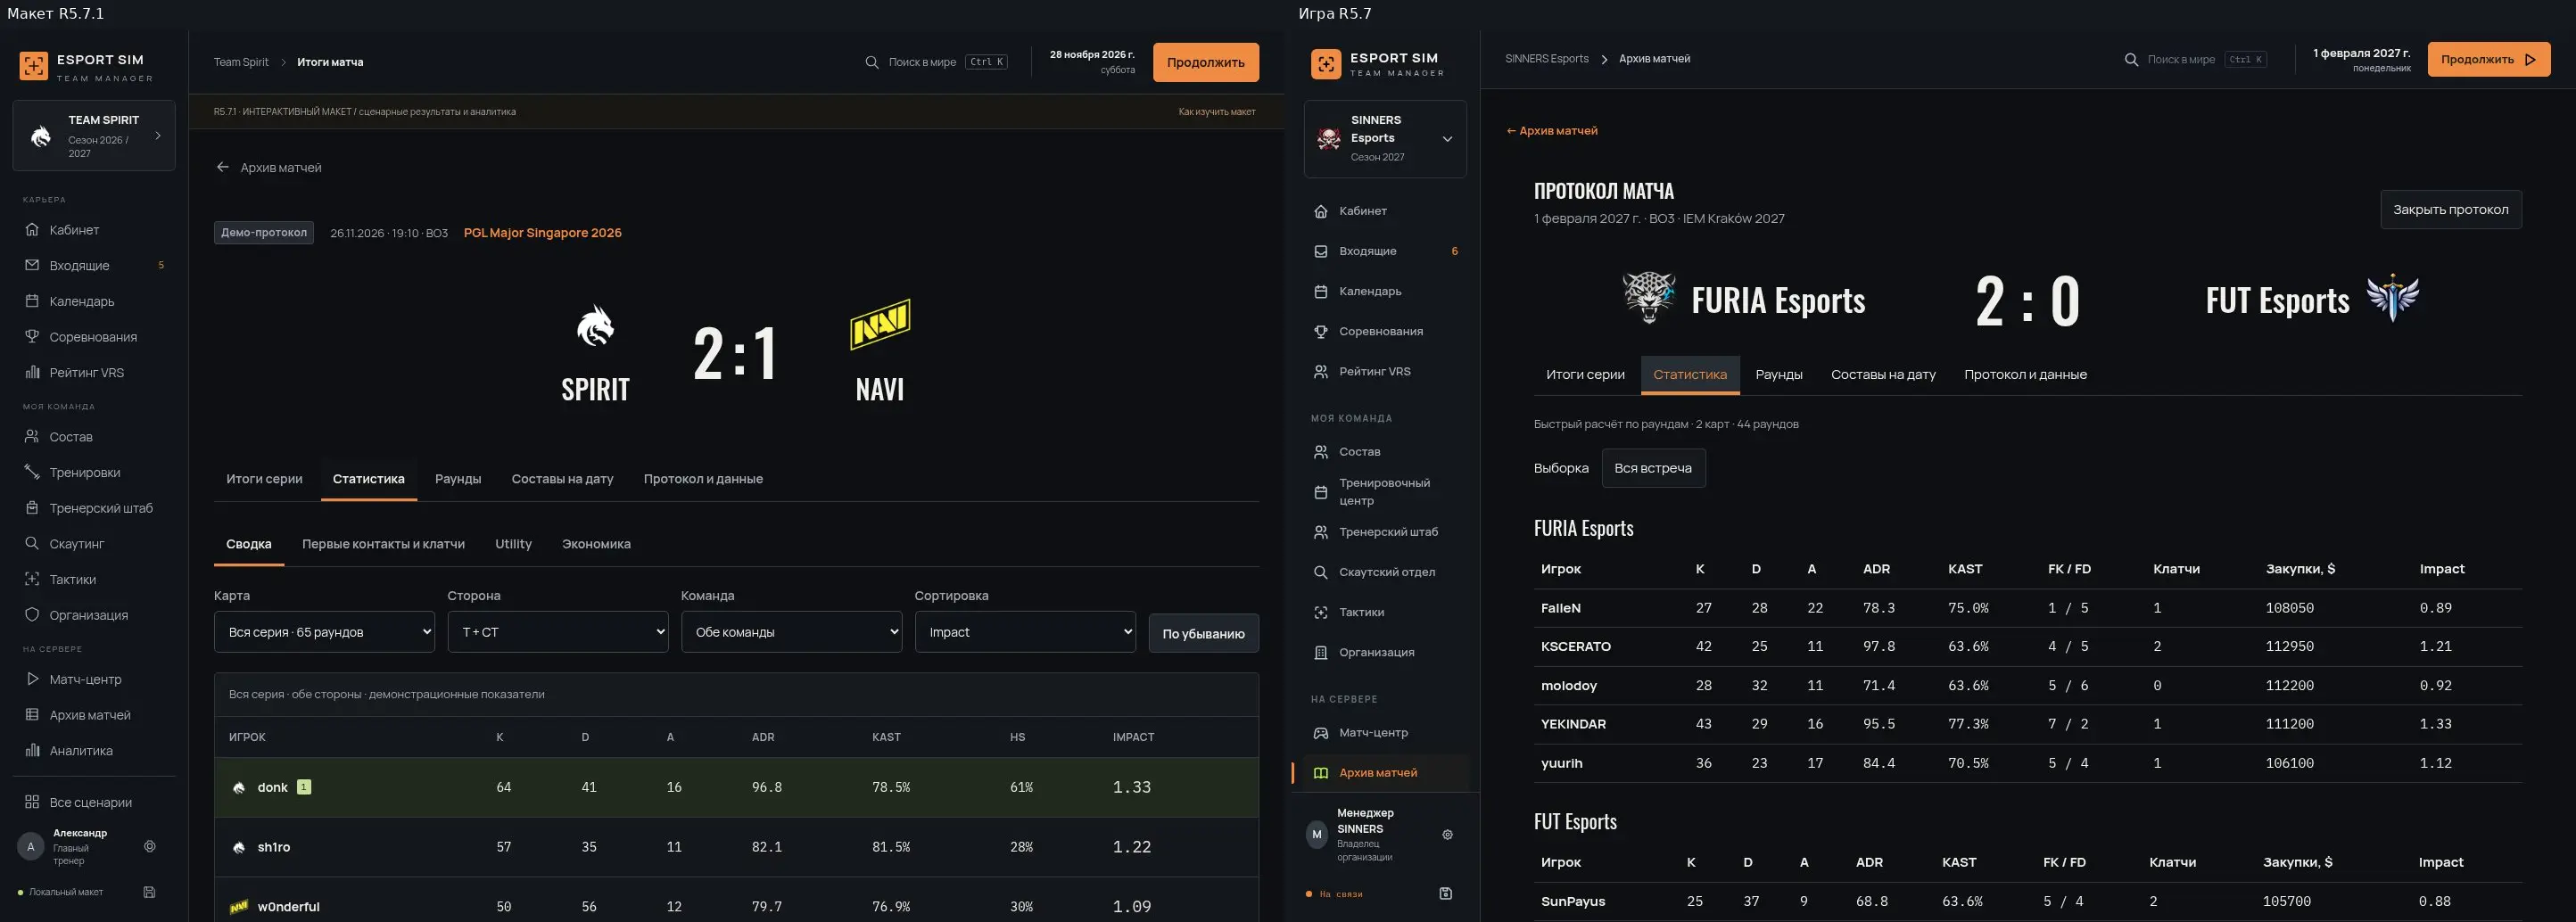 Макет R5.7.1
ESPORT SIM
TEAM MANAGER
TEAM SPIRIT
Сезон 2026 /
2027
КАРЬЕРА
Кабинет
Входящие 5
Календарь
Соревнования
Рейтинг VRS
МОЯ КОМАНДА
Состав
Тренировки
Тренерский штаб
Скаутинг
Тактики
Организация
НА СЕРВЕРЕ
Матч-центр
Архив матчей
Аналитика
Все сценарии
А
Александр
Главный
тренер
Локальный макет
Team Spirit > Итоги матча
Поиск в мире Ctrl K
28 ноября 2026 г.
суббота
Продолжить
R5.7.1 · ИНТЕРАКТИВНЫЙ МАКЕТ / сценарные результаты и аналитика
Как изучить макет
← Архив матчей
Демо-протокол 26.11.2026 · 19:10 · BO3 PGL Major Singapore 2026
SPIRIT 2:1 NAVI
Итоги серии Статистика Раунды Составы на дату Протокол и данные
Сводка Первые контакты и клатчи Utility Экономика
Карта Сторона Команда Сортировка
Вся серия · 65 раундов T + CT Обе команды Impact По убыванию
Вся серия · обе стороны · демонстрационные показатели
ИГРОК K D A ADR KAST HS IMPACT
donk 1 64 41 16 96.8 78.5% 61% 1.33
sh1ro 57 35 11 82.1 81.5% 28% 1.22
w0nderful 50 56 12 79.7 76.9% 30% 1.09
Игра R5.7
ESPORT SIM
TEAM MANAGER
SINNERS
Esports
Сезон 2027
Кабинет
Входящие 6
Календарь
Соревнования
Рейтинг VRS
МОЯ КОМАНДА
Состав
Тренировочный
центр
Тренерский штаб
Скаутский отдел
Тактики
Организация
НА СЕРВЕРЕ
Матч-центр
Архив матчей
М
Менеджер
SINNERS
Владелец
организации
На связи
SINNERS Esports > Архив матчей
Поиск в мире Ctrl K
1 февраля 2027 г.
понедельник
Продолжить
← Архив матчей
ПРОТОКОЛ МАТЧА
1 февраля 2027 г. · BO3 · IEM Kraków 2027
Закрыть протокол
FURIA Esports 2 : 0 FUT Esports
Итоги серии Статистика Раунды Составы на дату Протокол и данные
Быстрый расчёт по раундам · 2 карт · 44 раундов
Выборка Вся встреча
FURIA Esports
Игрок K D A ADR KAST FK / FD Клатчи Закупки, $ Impact
FalleN 27 28 22 78.3 75.0% 1 / 5 1 108050 0.89
KSCERATO 42 25 11 97.8 63.6% 4 / 5 2 112950 1.21
molodoy 28 32 11 71.4 63.6% 5 / 6 0 112200 0.92
YEKINDAR 43 29 16 95.5 77.3% 7 / 2 1 111200 1.33
yuurih 36 23 17 84.4 70.5% 5 / 4 1 106100 1.12
FUT Esports
Игрок K D A ADR KAST FK / FD Клатчи Закупки, $ Impact
SunPayus 25 37 9 68.8 63.6% 5 / 4 2 105700 0.88